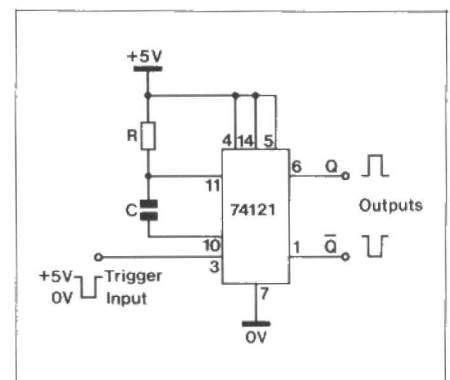 +5V
R
4 14 5
6 Q
11
C
74121
Outputs
10
3
1 Q̅
+5V Trigger
0V Input
7
0V